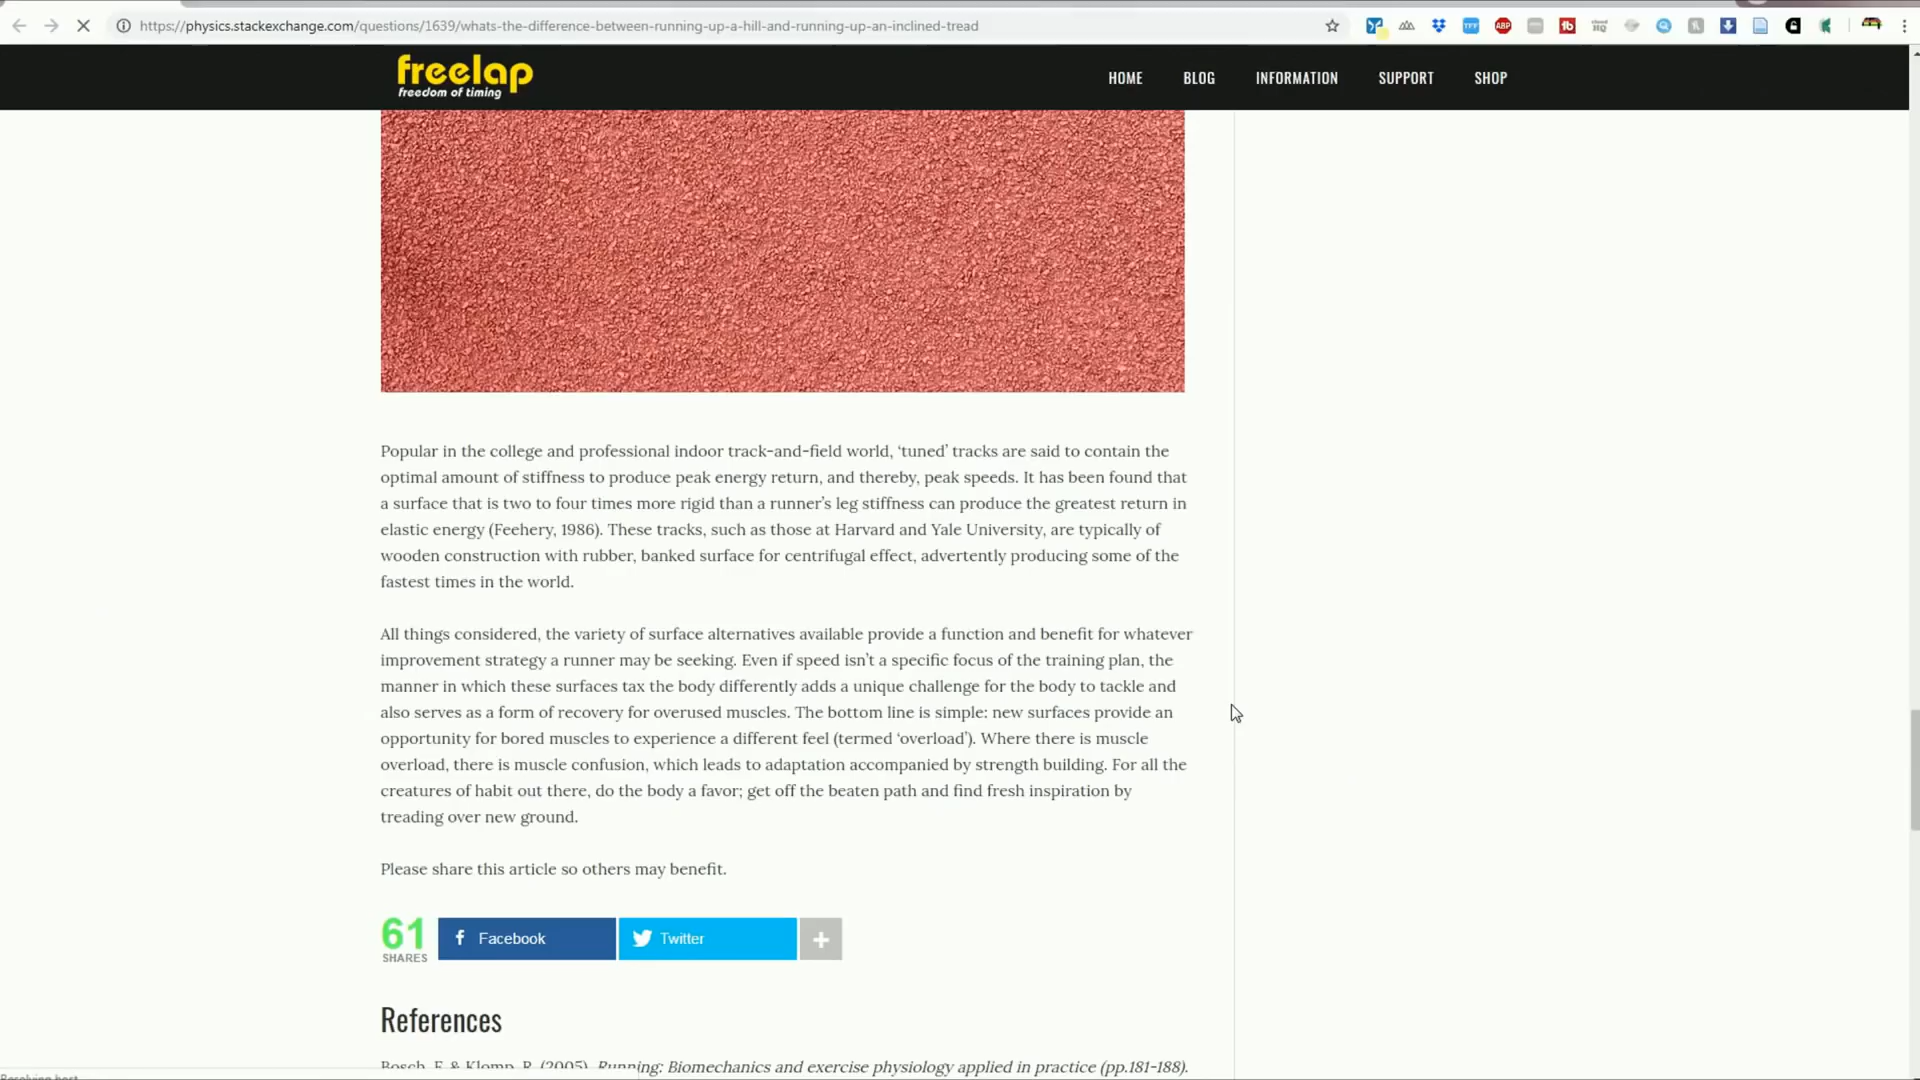 https://physics.stackexchange.com/questions/1639/whats-the-difference-between-running-up-a-hill-and-running-up-an-inclined-tread
freelap
freedom of timing
HOME BLOG INFORMATION SUPPORT SHOP
Popular in the college and professional indoor track-and-field world, ‘tuned’ tracks are said to contain the
optimal amount of stiffness to produce peak energy return, and thereby, peak speeds. It has been found that
a surface that is two to four times more rigid than a runner’s leg stiffness can produce the greatest return in
elastic energy (Feehery, 1986). These tracks, such as those at Harvard and Yale University, are typically of
wooden construction with rubber, banked surface for centrifugal effect, advertently producing some of the
fastest times in the world.
All things considered, the variety of surface alternatives available provide a function and benefit for whatever
improvement strategy a runner may be seeking. Even if speed isn’t a specific focus of the training plan, the
manner in which these surfaces tax the body differently adds a unique challenge for the body to tackle and
also serves as a form of recovery for overused muscles. The bottom line is simple: new surfaces provide an
opportunity for bored muscles to experience a different feel (termed ‘overload’). Where there is muscle
overload, there is muscle confusion, which leads to adaptation accompanied by strength building. For all the
creatures of habit out there, do the body a favor; get off the beaten path and find fresh inspiration by
treading over new ground.
Please share this article so others may benefit.
61
SHARES
Facebook
Twitter
References
Bosch, F. & Klomp, R. (2005). Running: Biomechanics and exercise physiology applied in practice (pp.181-188).